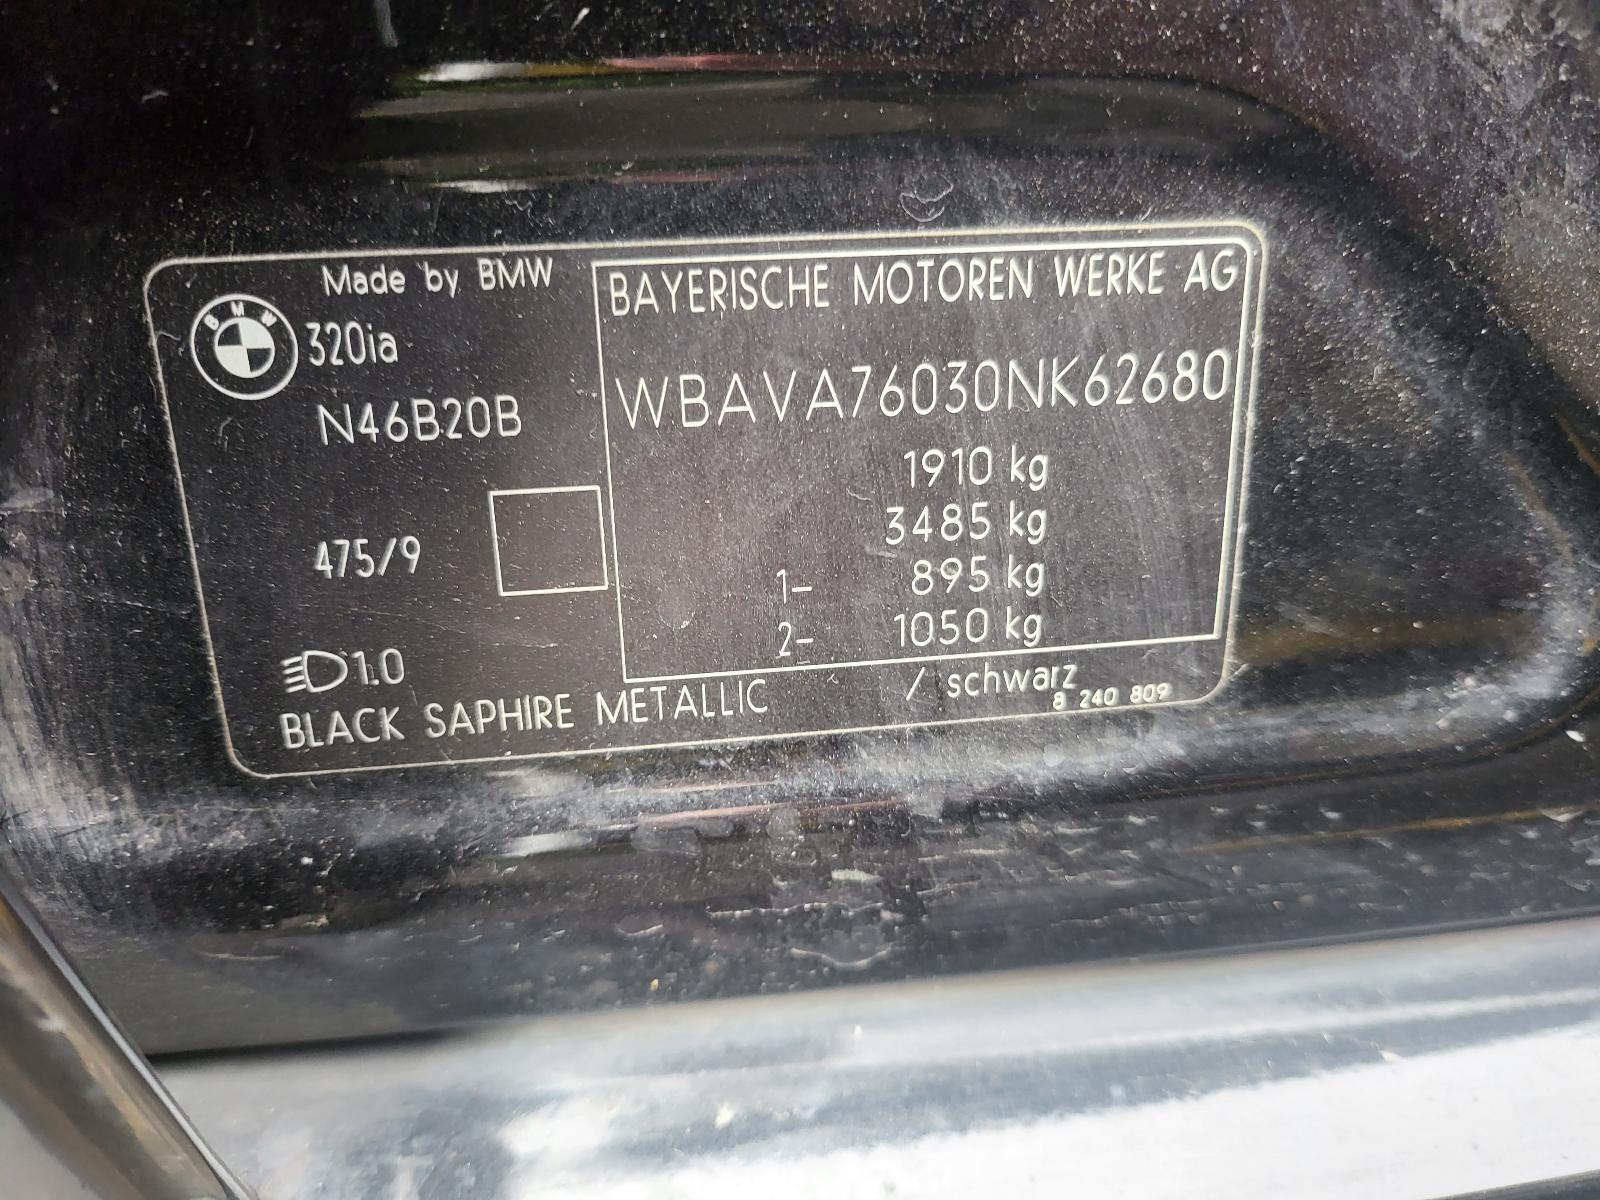 Made by BMW
BMW
320ia
N46B20B
475/9
1.0
BLACK SAPHIRE METALLIC / schwarz
8 240 809
BAYERISCHE MOTOREN WERKE AG
WBAVA76030NK62680
1910 kg
3485 kg
1- 895 kg
2- 1050 kg